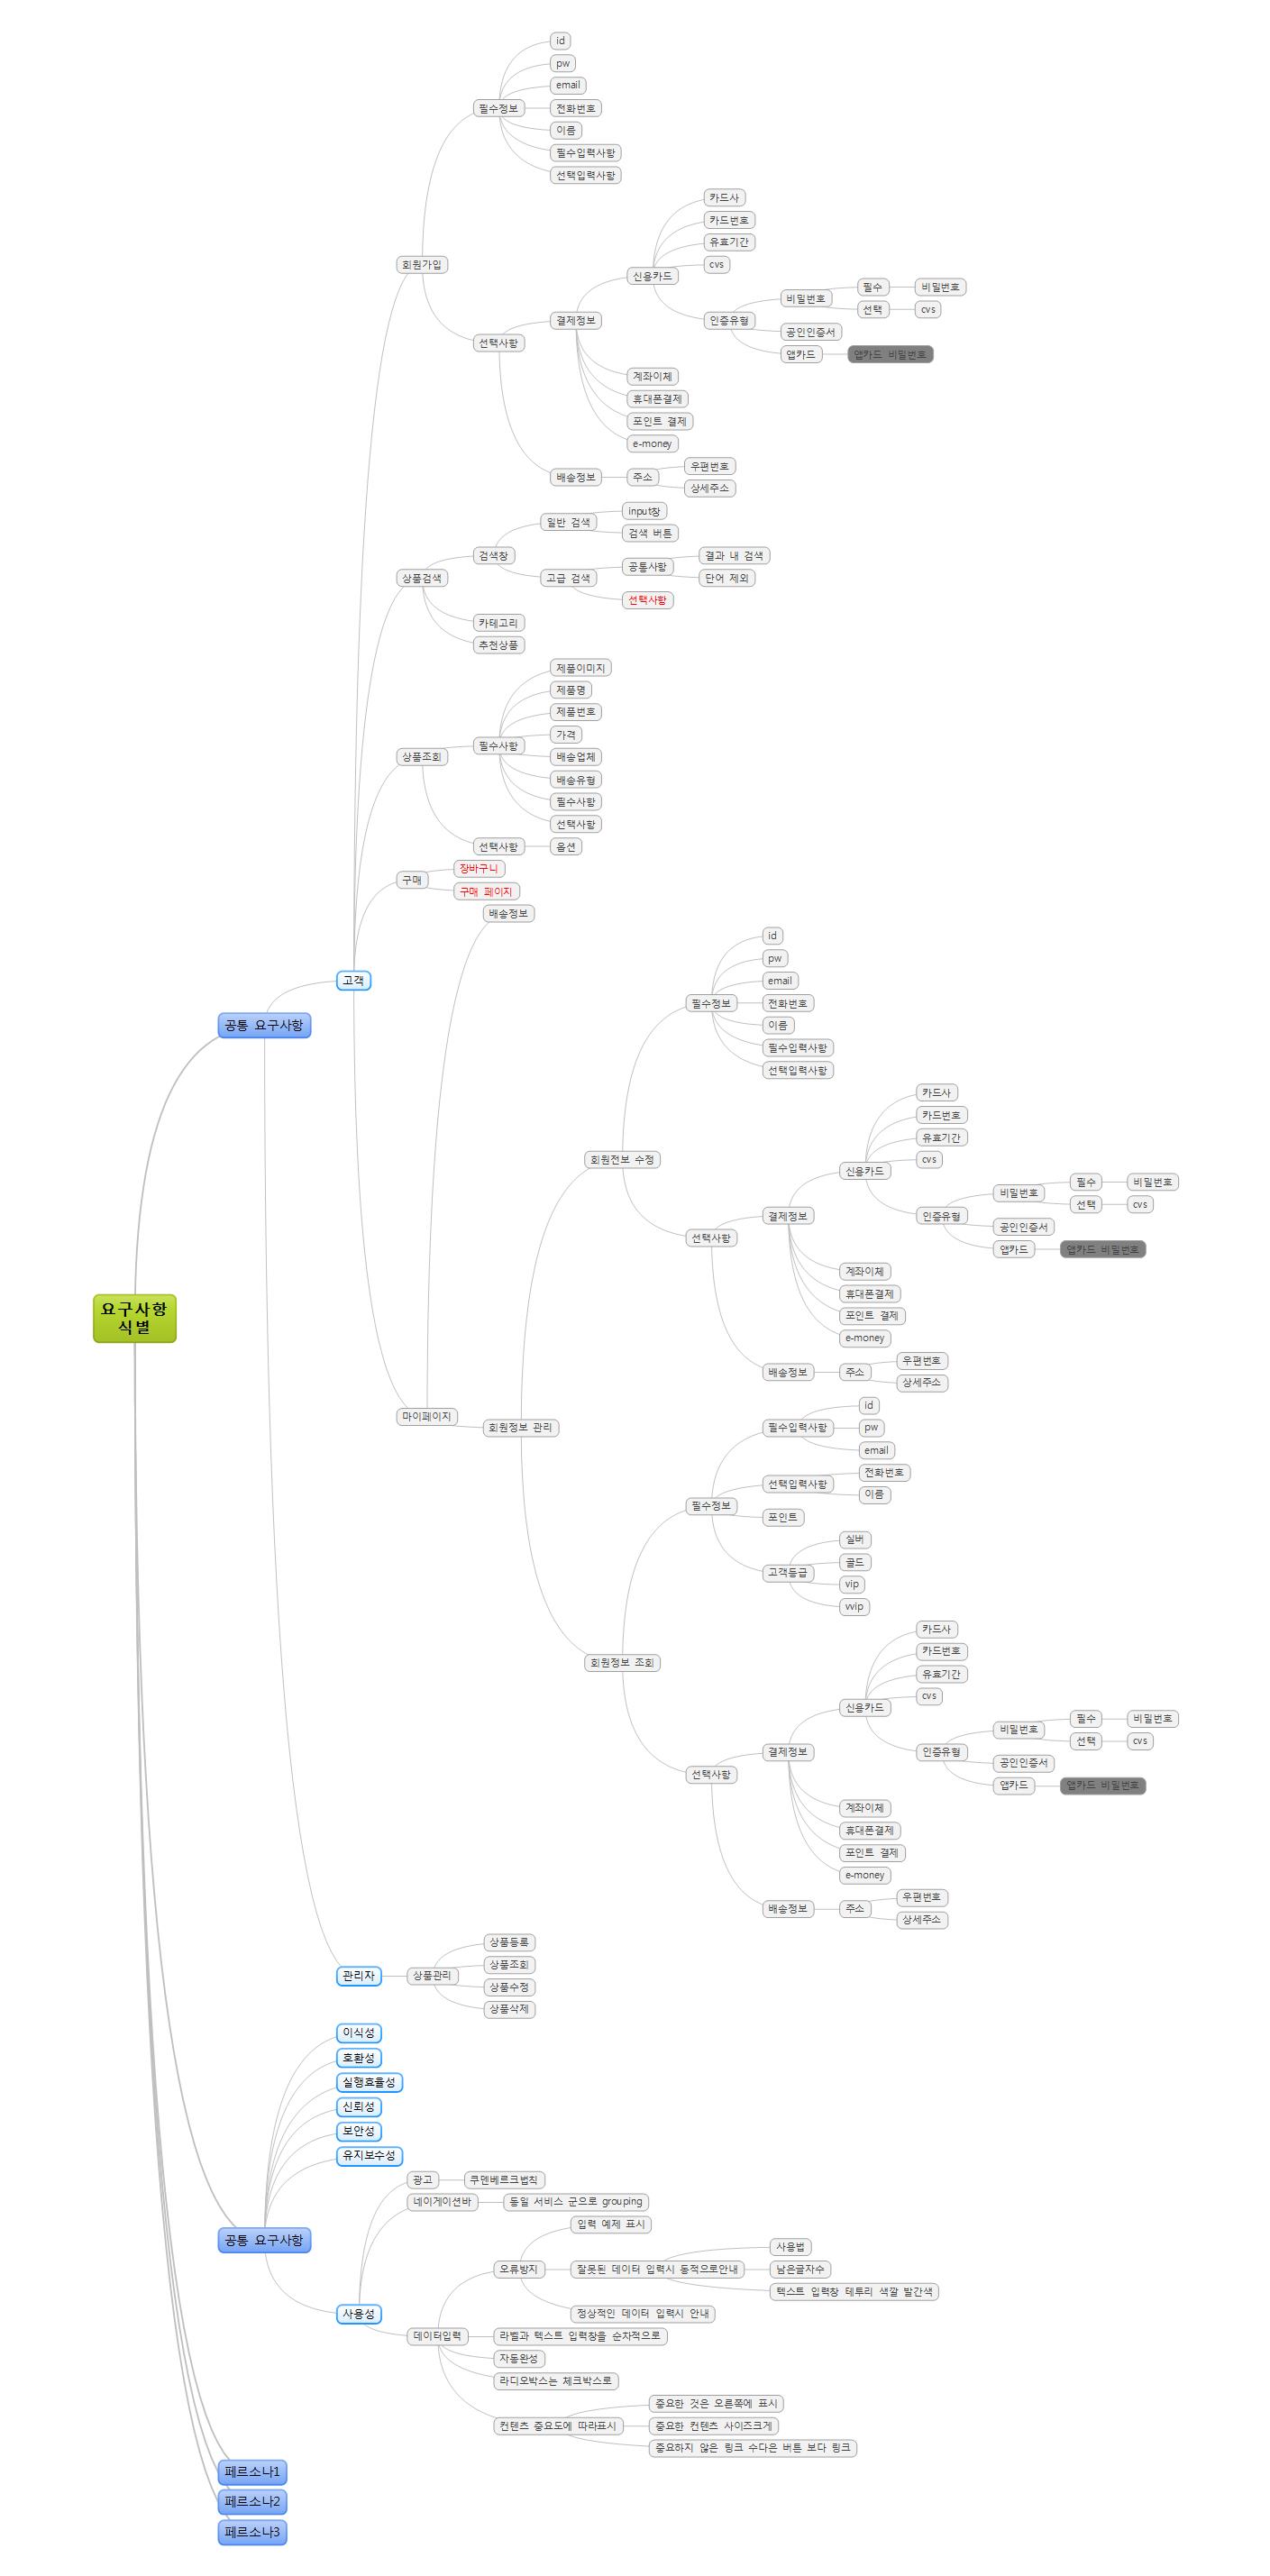 id
pw
email
필수정보
전화번호
이름
필수입력사항
선택입력사항
카드사
카드번호
유효기간
cvs
회원가입
신용카드
비밀번호
필수
비밀번호
선택
cvs
결제정보
인증유형
공인인증서
선택사항
앱카드
앱카드 비밀번호
계좌이체
휴대폰결제
포인트 결제
e-money
배송정보
주소
우편번호
상세주소
일반 검색
input창
검색 버튼
검색창
상품검색
고급 검색
공통사항
결과 내 검색
단어 제외
선택사항
카테고리
추천상품
제품이미지
제품명
제품번호
가격
상품조회
필수사항
배송업체
배송유형
필수사항
선택사항
선택사항
옵션
구매
장바구니
구매 페이지
배송정보
고객
공통 요구사항
id
pw
email
필수정보
전화번호
이름
필수입력사항
선택입력사항
카드사
카드번호
유효기간
cvs
회원전보 수정
신용카드
비밀번호
필수
비밀번호
선택
cvs
결제정보
인증유형
공인인증서
선택사항
앱카드
앱카드 비밀번호
계좌이체
휴대폰결제
포인트 결제
e-money
배송정보
주소
우편번호
상세주소
요구사항
식별
마이페이지
회원정보 관리
필수입력사항
id
pw
email
선택입력사항
전화번호
이름
필수정보
포인트
고객등급
실버
골드
vip
vvip
회원정보 조회
카드사
카드번호
유효기간
cvs
신용카드
비밀번호
필수
비밀번호
선택
cvs
결제정보
인증유형
공인인증서
선택사항
앱카드
앱카드 비밀번호
계좌이체
휴대폰결제
포인트 결제
e-money
배송정보
주소
우편번호
상세주소
관리자
상품관리
상품등록
상품조회
상품수정
상품삭제
이식성
호환성
실행효율성
신뢰성
보안성
유지보수성
공통 요구사항
광고
쿠덴베르크법칙
네이게이션바
동일 서비스 군으로 grouping
입력 예제 표시
오류방지
잘못된 데이터 입력시 동적으로안내
사용법
남은글자수
텍스트 입력창 테투리 색깔 발간색
정상적인 데이터 입력시 안내
사용성
데이터입력
라벨과 텍스트 입력창을 순차적으로
자동완성
라디오박스는 체크박스로
컨텐츠 중요도에 따라표시
중요한 것은 오른쪽에 표시
중요한 컨텐츠 사이즈크게
중요하지 않은 링크 수다은 버튼 보다 링크
페르소나1
페르소나2
페르소나3